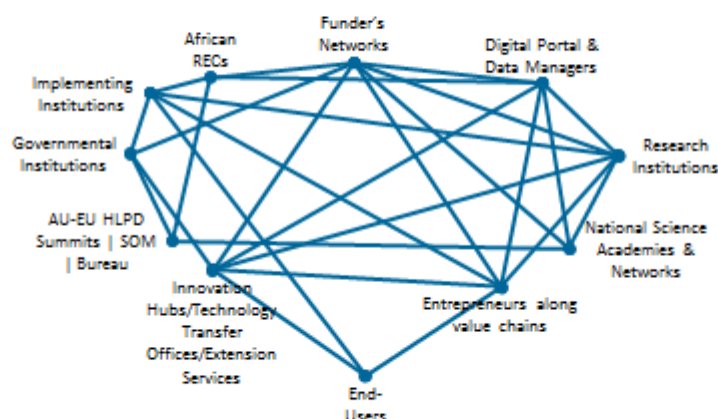 Funder's
Networks
African
RECs
Digital Portal &
Data Managers
Implementing
Institutions
Governmental
Institutions
Research
Institutions
AU-EU HLPD
Summits | SOM
| Bureau
National Science
Academies &
Networks
Innovation
Hubs/Technology
Transfer
Offices/Extension
Services
Entrepreneurs along
value chains
End-
Users